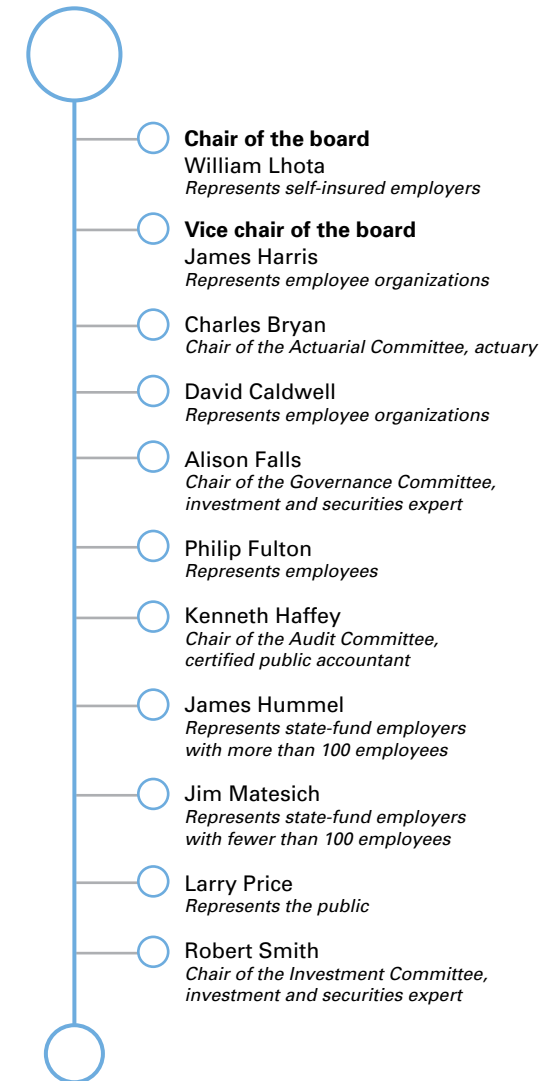 Chair of the board
William Lhota
Represents self-insured employers
Vice chair of the board
James Harris
Represents employee organizations
Charles Bryan
Chair of the Actuarial Committee, actuary
David Caldwell
Represents employee organizations
Alison Falls
Chair of the Governance Committee,
investment and securities expert
Philip Fulton
Represents employees
Kenneth Haffey
Chair of the Audit Committee,
certified public accountant
James Hummel
Represents state-fund employers
with more than 100 employees
Jim Matesich
Represents state-fund employers
with fewer than 100 employees
Larry Price
Represents the public
Robert Smith
Chair of the Investment Committee,
investment and securities expert